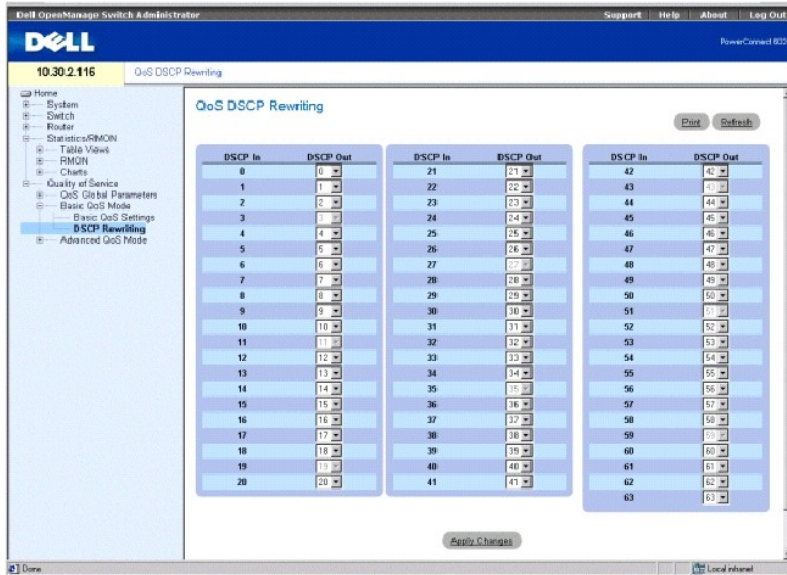 Dell OpenManage Switch Administrator Support Help About Log Out
DELL
PowerConnect 602
10.30.2.116 QoS DSCP Rewriting
Home
System
Switch
Router
Statistics/RMON
Table Views
RMON
Charts
Quality of Service
QoS Global Parameters
Basic QoS Mode
Basic QoS Settings
DSCP Rewriting
Advanced QoS Mode
QoS DSCP Rewriting
Print Refresh
DSCP In DSCP Out DSCP In DSCP Out DSCP In DSCP Out
0 0 21 21 42 42
1 1 22 22 43 43
2 2 23 23 44 44
3 3 24 24 45 45
4 4 25 25 46 46
5 5 26 26 47 47
6 6 27 27 48 48
7 7 28 28 49 49
8 8 29 29 50 50
9 9 30 30 51 51
10 10 31 31 52 52
11 11 32 32 53 53
12 12 33 33 54 54
13 13 34 34 55 55
14 14 35 35 56 56
15 15 36 36 57 57
16 16 37 37 58 58
17 17 38 38 59 59
18 18 39 39 60 60
19 19 40 40 61 61
20 20 41 41 62 62
63 63
Apply Changes
Done Local intranet